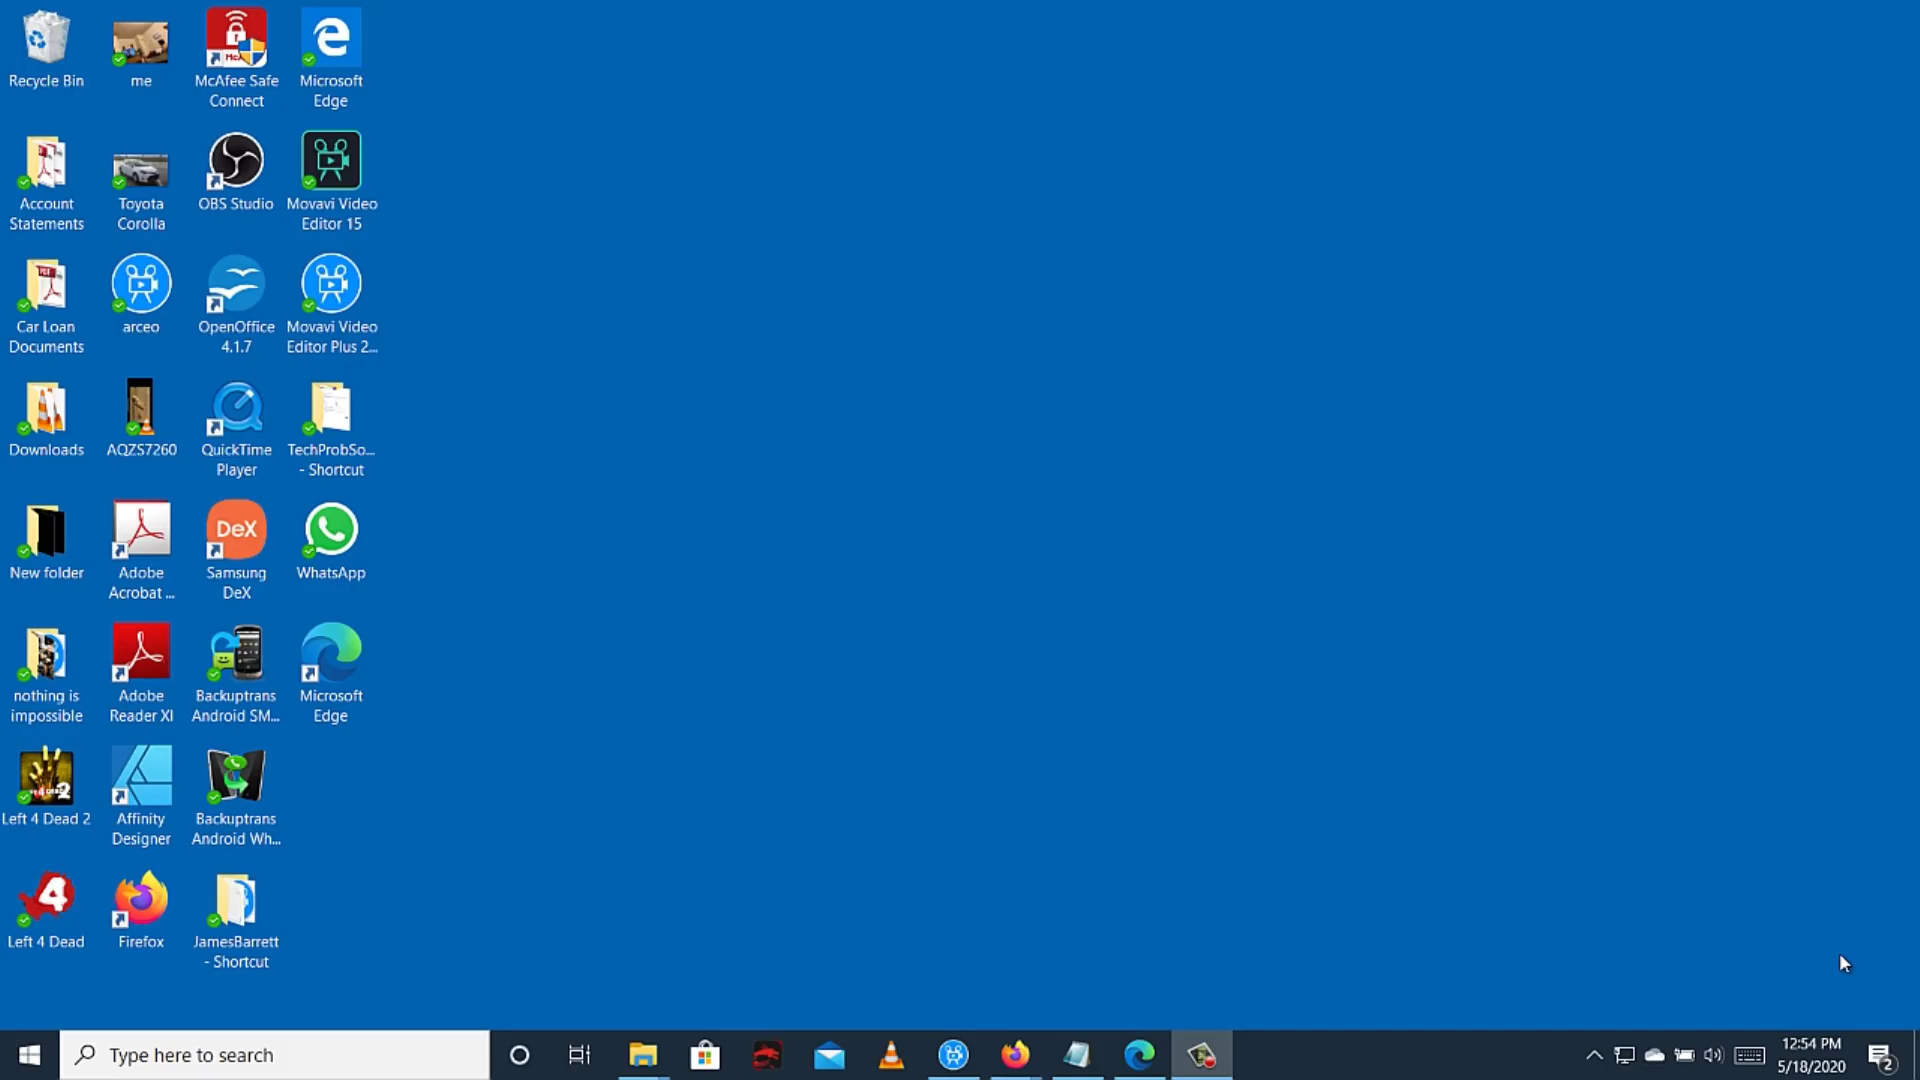 Recycle Bin
me
McAfee Safe
Connect
Microsoft
Edge
Account
Statements
Toyota
Corolla
OBS Studio
Movavi Video
Editor 15
Car Loan
Documents
arceo
OpenOffice
4.1.7
Movavi Video
Editor Plus 2...
Downloads
AQZS7260
QuickTime
Player
TechProbSo...
- Shortcut
New folder
Adobe
Acrobat ...
DeX
Samsung
DeX
WhatsApp
nothing is
impossible
Adobe
Reader XI
Backuptrans
Android SM...
Microsoft
Edge
Left 4 Dead 2
Affinity
Designer
Backuptrans
Android Wh...
Left 4 Dead
Firefox
JamesBarrett
- Shortcut
Type here to search
12:54 PM
5/18/2020
2